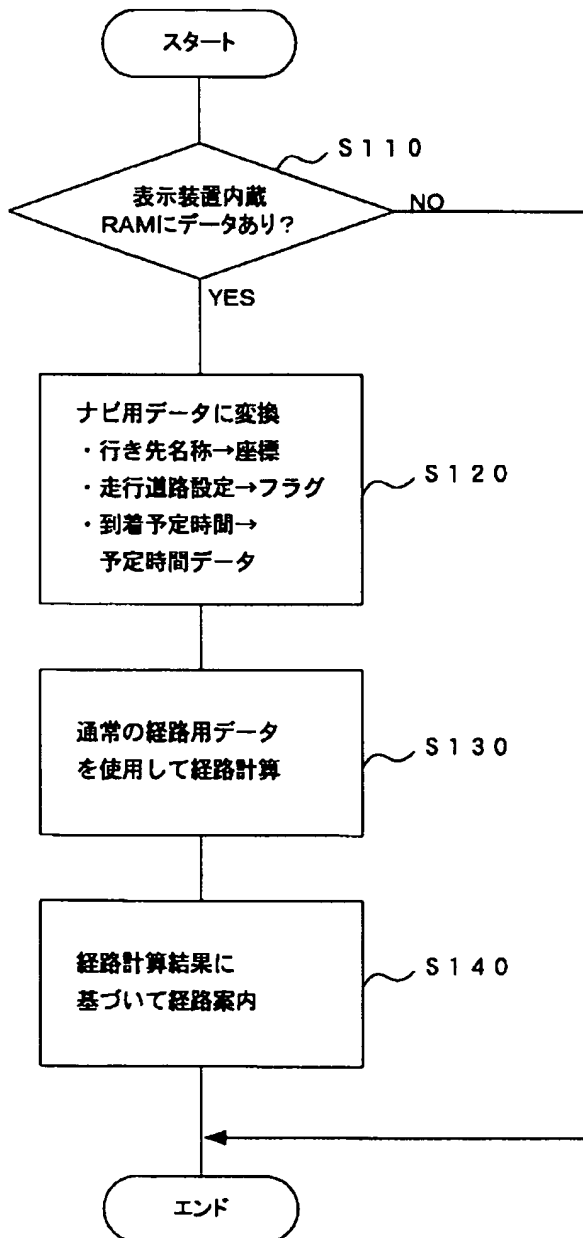 スタート
S110
表示装置内蔵
RAMにデータあり?
NO
YES
ナビ用データに変換
・行き先名称→座標
・走行道路設定→フラグ
・到着予定時間→
予定時間データ
S120
通常の経路用データ
を使用して経路計算
S130
経路計算結果に
基づいて経路案内
S140
エンド